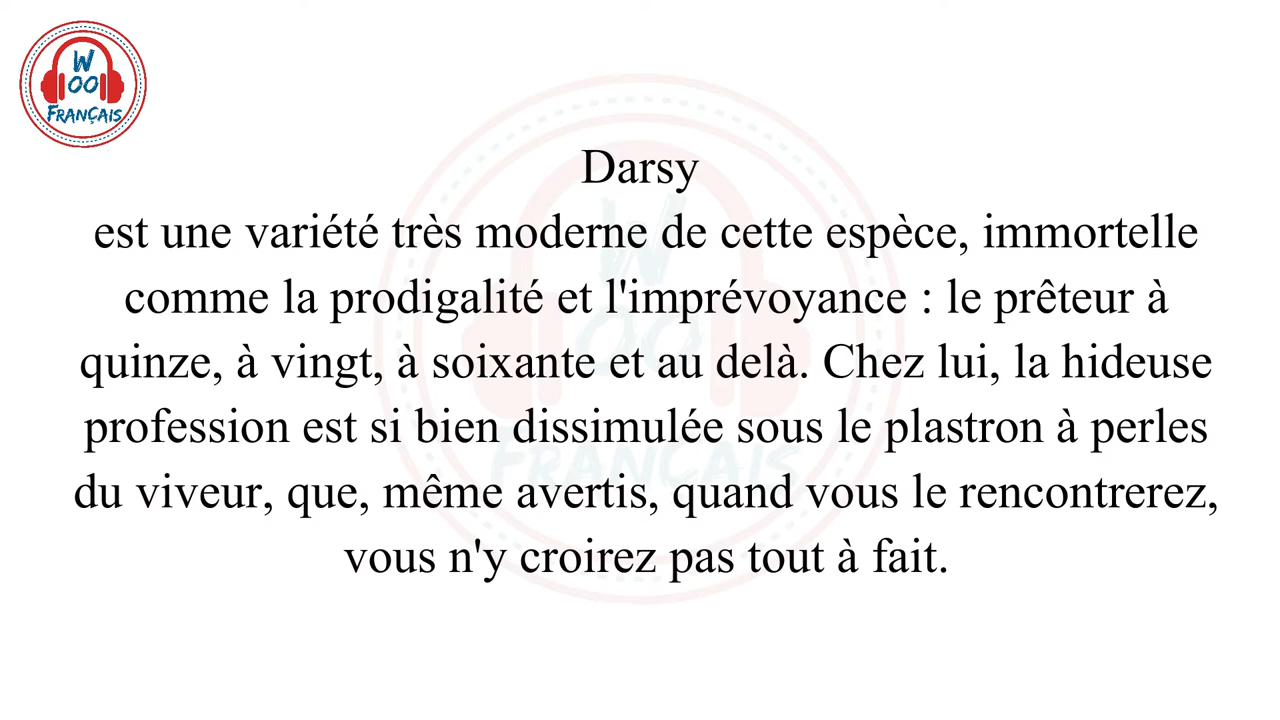 W
OO
FRANÇAIS
Darsy
est une variété très moderne de cette espèce, immortelle
comme la prodigalité et l'imprévoyance : le prêteur à
quinze, à vingt, à soixante et au delà. Chez lui, la hideuse
profession est si bien dissimulée sous le plastron à perles
du viveur, que, même avertis, quand vous le rencontrerez,
vous n'y croirez pas tout à fait.
W
OO
FRANÇAIS